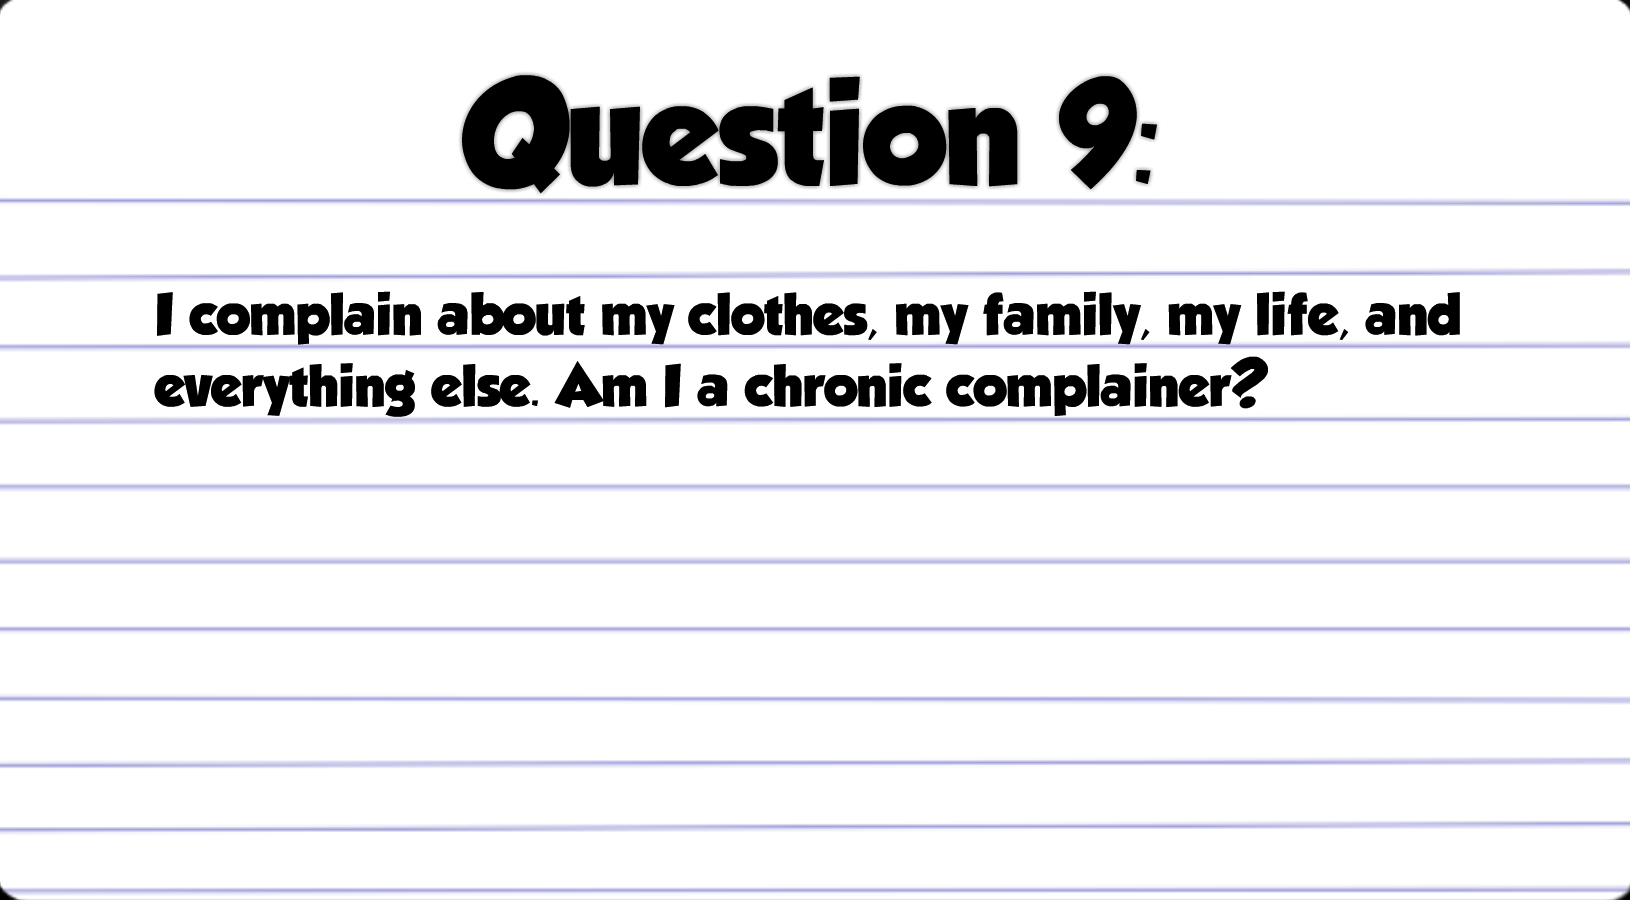 Question 9:
I complain about my clothes, my family, my life, and
everything else. Am I a chronic complainer?